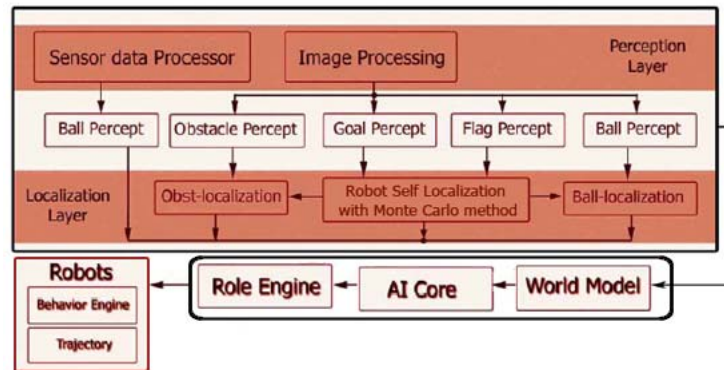 Sensor data Processor
Image Processing
Perception
Layer
Ball Percept
Obstacle Percept
Goal Percept
Flag Percept
Ball Percept
Localization
Layer
Obst-localization
Robot Self Localization
with Monte Carlo method
Ball-localization
Robots
Behavior Engine
Trajectory
Role Engine
AI Core
World Model